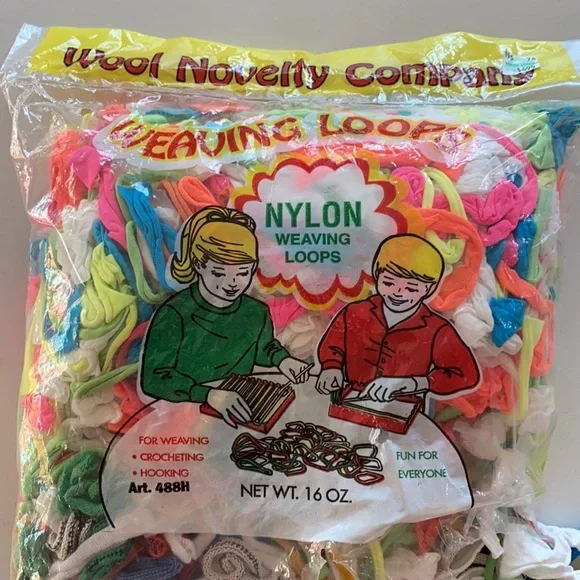 Wool Novelty Company
WEAVING LOOPS
NYLON
WEAVING
LOOPS
FOR WEAVING
• CROCHETING
• HOOKING
Art. 488H
NET WT. 16 OZ.
FUN FOR
EVERYONE